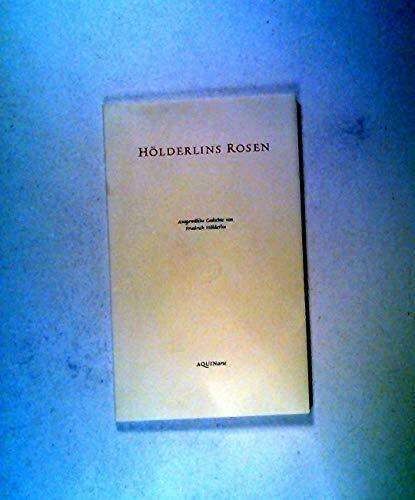 HÖLDERLINS ROSEN
Ausgewählte Gedichte von
Friedrich Hölderlin
AQUINarte